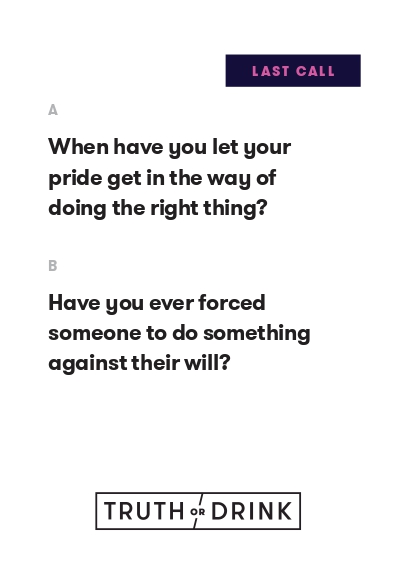 LAST CALL
A
When have you let your
pride get in the way of
doing the right thing?
B
Have you ever forced
someone to do something
against their will?
TRUTH OR DRINK